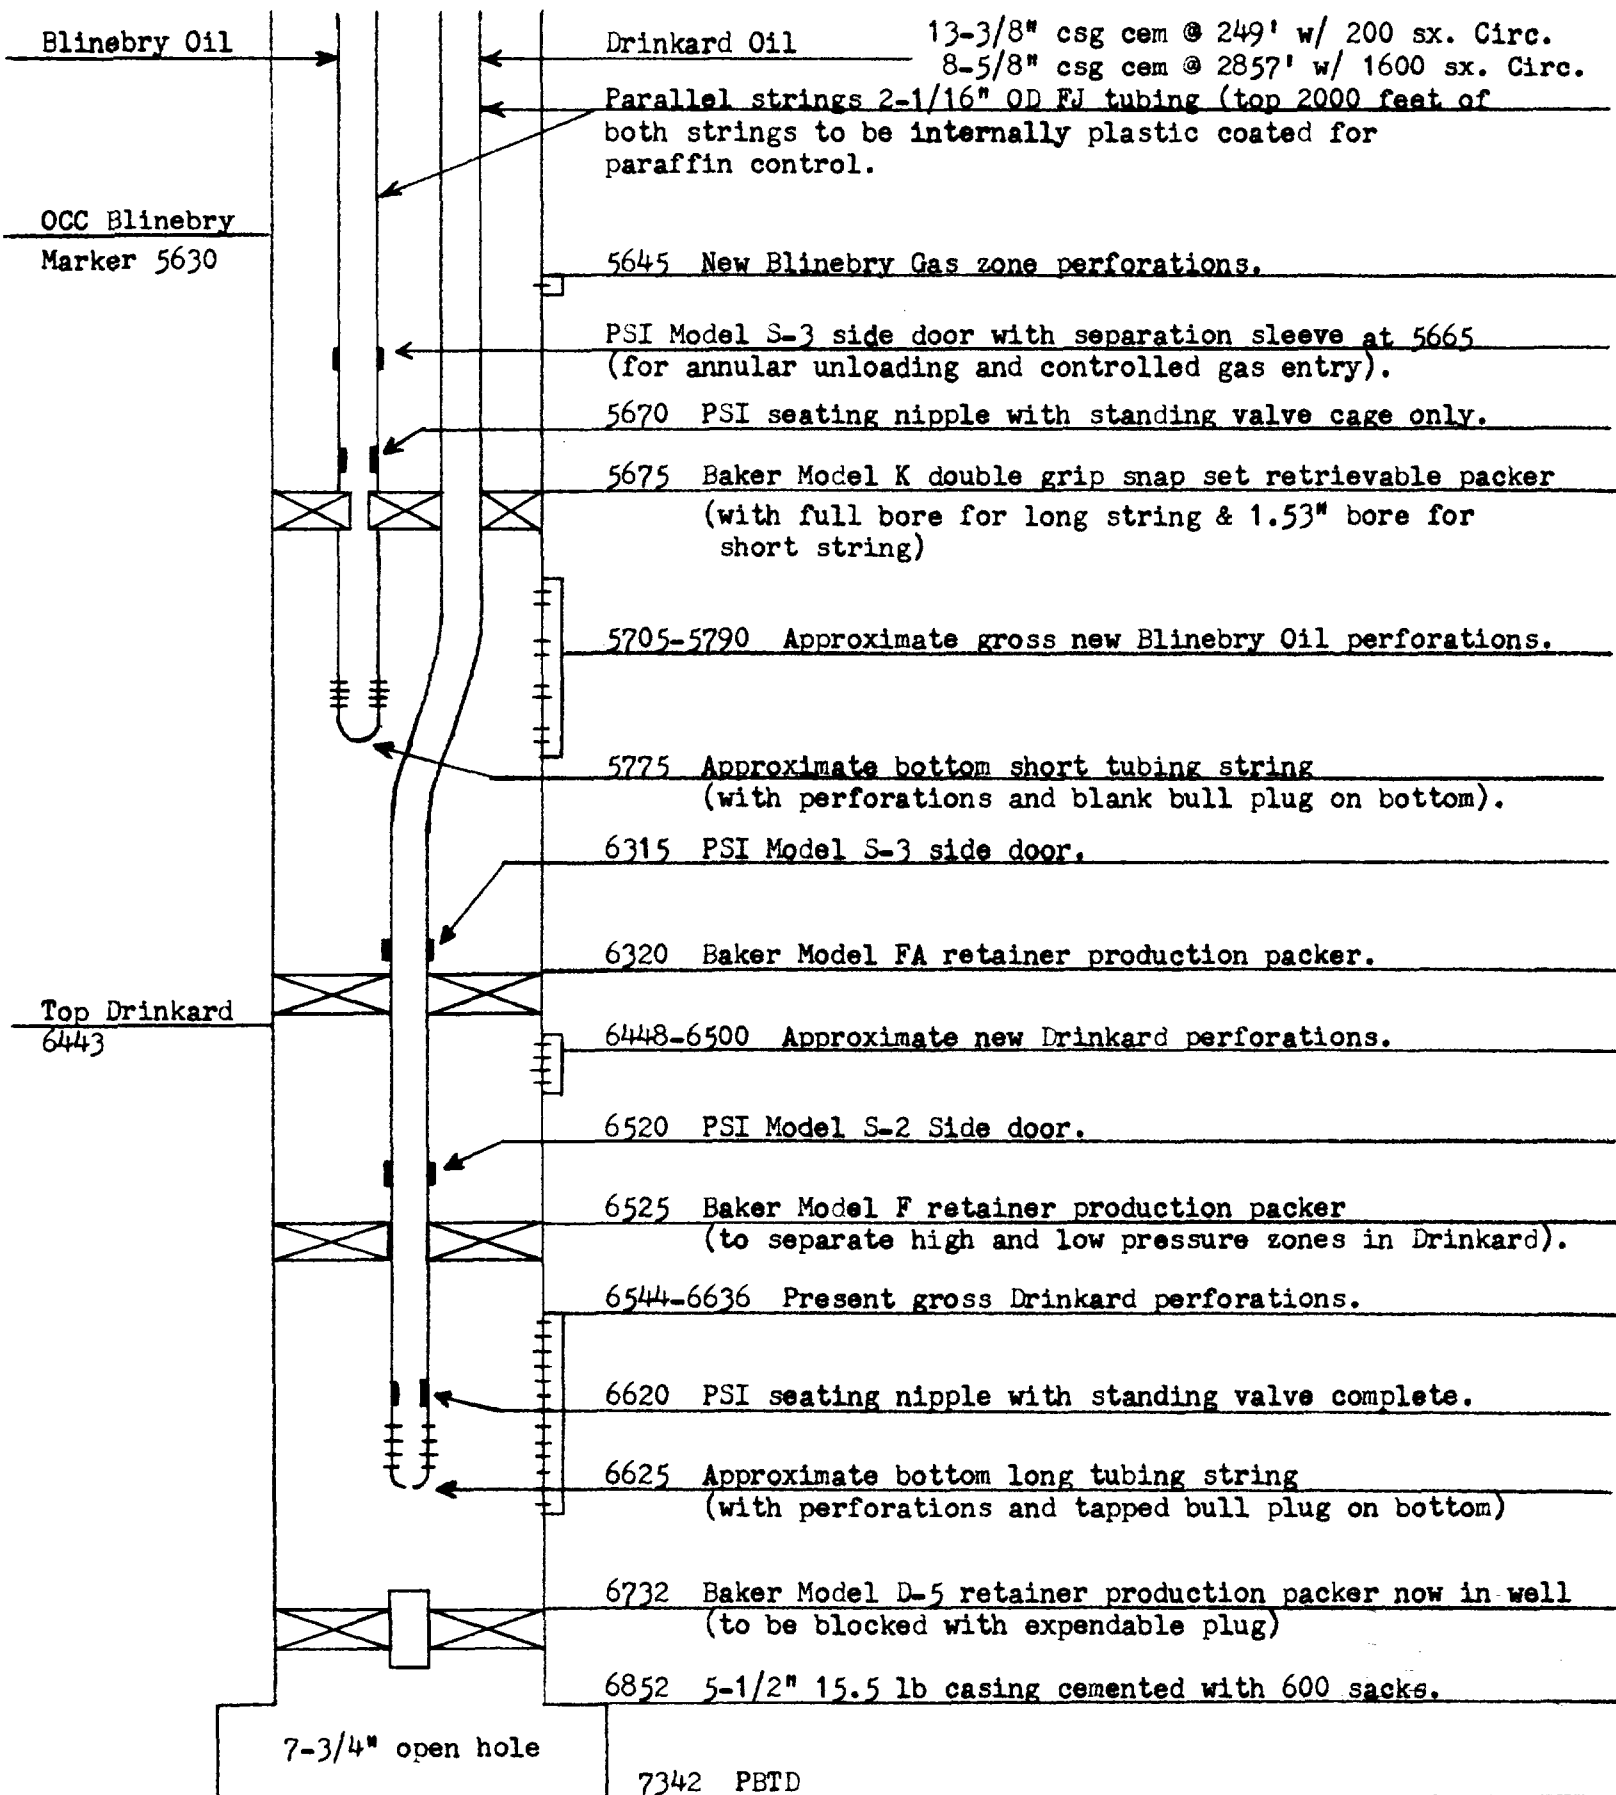 Blinebry Oil
Drinkard Oil
13-3/8" csg cem @ 249' w/ 200 sx. Circ.
8-5/8" csg cem @ 2857' w/ 1600 sx. Circ.
Parallel strings 2-1/16" OD FJ tubing (top 2000 feet of
both strings to be internally plastic coated for
paraffin control.
OCC Blinebry
Marker 5630
5645 New Blinebry Gas zone perforations.
PSI Model S-3 side door with separation sleeve at 5665
(for annular unloading and controlled gas entry).
5670 PSI seating nipple with standing valve cage only.
5675 Baker Model K double grip snap set retrievable packer
(with full bore for long string & 1.53" bore for
short string)
5705-5790 Approximate gross new Blinebry Oil perforations.
5775 Approximate bottom short tubing string
(with perforations and blank bull plug on bottom).
6315 PSI Model S-3 side door.
6320 Baker Model FA retainer production packer.
Top Drinkard
6443
6448-6500 Approximate new Drinkard perforations.
6520 PSI Model S-2 Side door.
6525 Baker Model F retainer production packer
(to separate high and low pressure zones in Drinkard).
6544-6636 Present gross Drinkard perforations.
6620 PSI seating nipple with standing valve complete.
6625 Approximate bottom long tubing string
(with perforations and tapped bull plug on bottom)
6732 Baker Model D-5 retainer production packer now in well
(to be blocked with expendable plug)
6852 5-1/2" 15.5 lb casing cemented with 600 sacks.
7-3/4" open hole
7342 PBTD